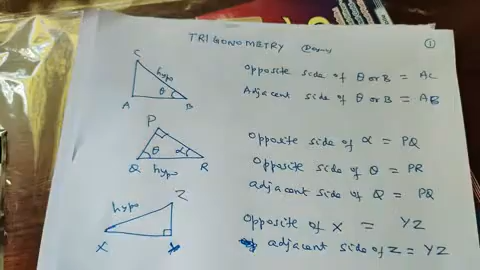 TRIGONOMETRY
1
C
hypo
θ
A B
opposite side of θ or B = AC
Adjacent side of θ or B = AB
P
θ α
Q hypo R
opposite side of α = PQ
opposite side of θ = PR
adjacent side of Q = PQ
Z
hypo
X
opposite of X = YZ
adjacent side of Z = YZ